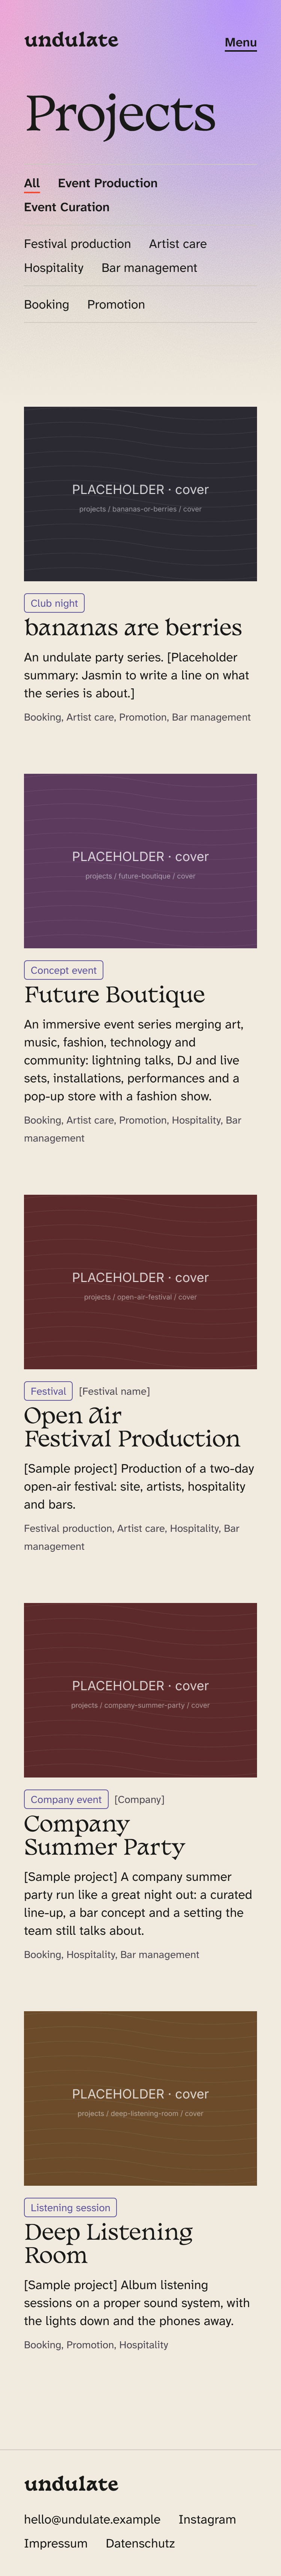 undulate
Menu
Projects
All Event Production
Event Curation
Festival production Artist care
Hospitality Bar management
Booking Promotion
PLACEHOLDER · cover
projects / bananas-or-berries / cover
Club night
bananas are berries
An undulate party series. [Placeholder
summary: Jasmin to write a line on what
the series is about.]
Booking, Artist care, Promotion, Bar management
PLACEHOLDER · cover
projects / future-boutique / cover
Concept event
Future Boutique
An immersive event series merging art,
music, fashion, technology and
community: lightning talks, DJ and live
sets, installations, performances and a
pop-up store with a fashion show.
Booking, Artist care, Promotion, Hospitality, Bar
management
PLACEHOLDER · cover
projects / open-air-festival / cover
Festival [Festival name]
Open Air
Festival Production
[Sample project] Production of a two-day
open-air festival: site, artists, hospitality
and bars.
Festival production, Artist care, Hospitality, Bar
management
PLACEHOLDER · cover
projects / company-summer-party / cover
Company event [Company]
Company
Summer Party
[Sample project] A company summer
party run like a great night out: a curated
line-up, a bar concept and a setting the
team still talks about.
Booking, Hospitality, Bar management
PLACEHOLDER · cover
projects / deep-listening-room / cover
Listening session
Deep Listening
Room
[Sample project] Album listening
sessions on a proper sound system, with
the lights down and the phones away.
Booking, Promotion, Hospitality
undulate
hello@undulate.example Instagram
Impressum Datenschutz